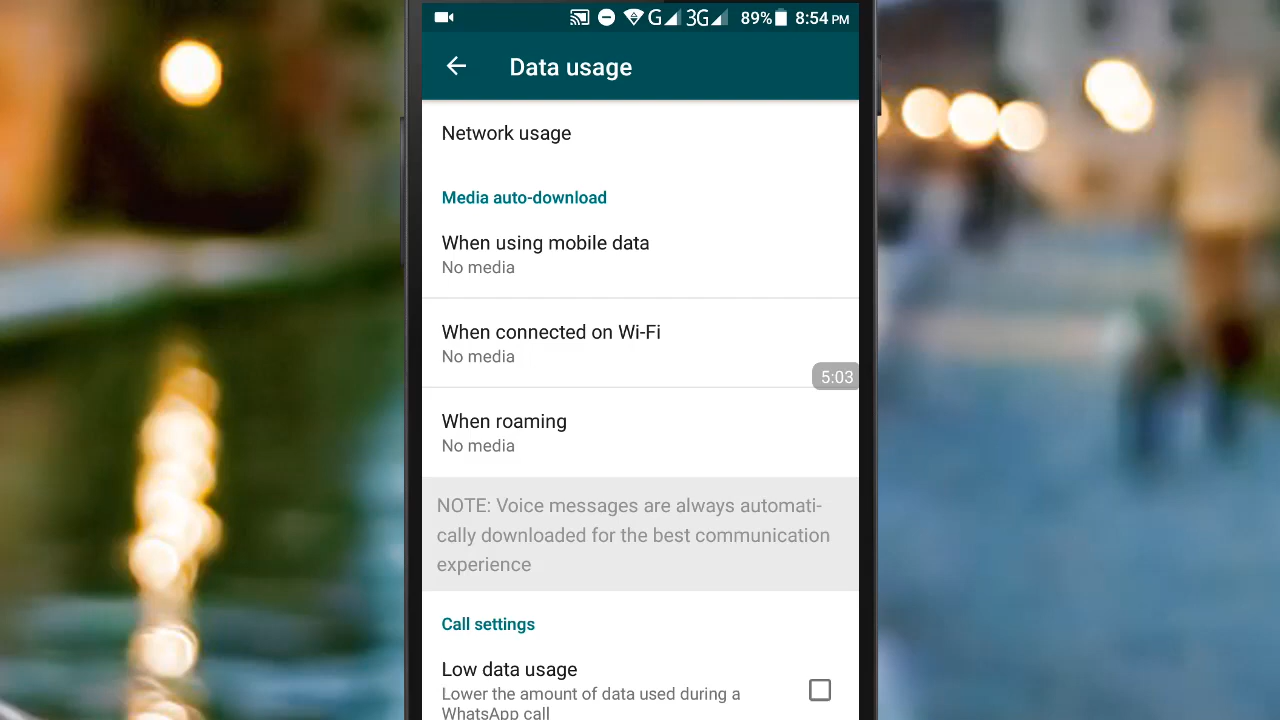 G 3G 89% 8:54 PM
Data usage
Network usage
Media auto-download
When using mobile data
No media
When connected on Wi-Fi
No media
5:03
When roaming
No media
NOTE: Voice messages are always automati-
cally downloaded for the best communication
experience
Call settings
Low data usage
Lower the amount of data used during a
WhatsApp call